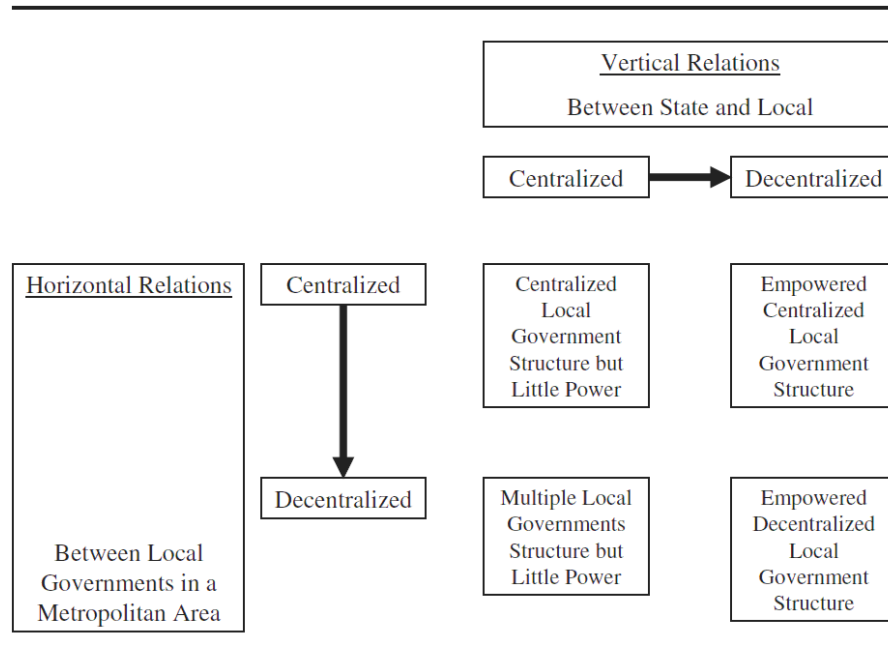 Vertical Relations
Between State and Local
Centralized
Decentralized
Horizontal Relations
Between Local
Governments in a
Metropolitan Area
Centralized
Centralized
Local
Government
Structure but
Little Power
Empowered
Centralized
Local
Government
Structure
Decentralized
Multiple Local
Governments
Structure but
Little Power
Empowered
Decentralized
Local
Government
Structure